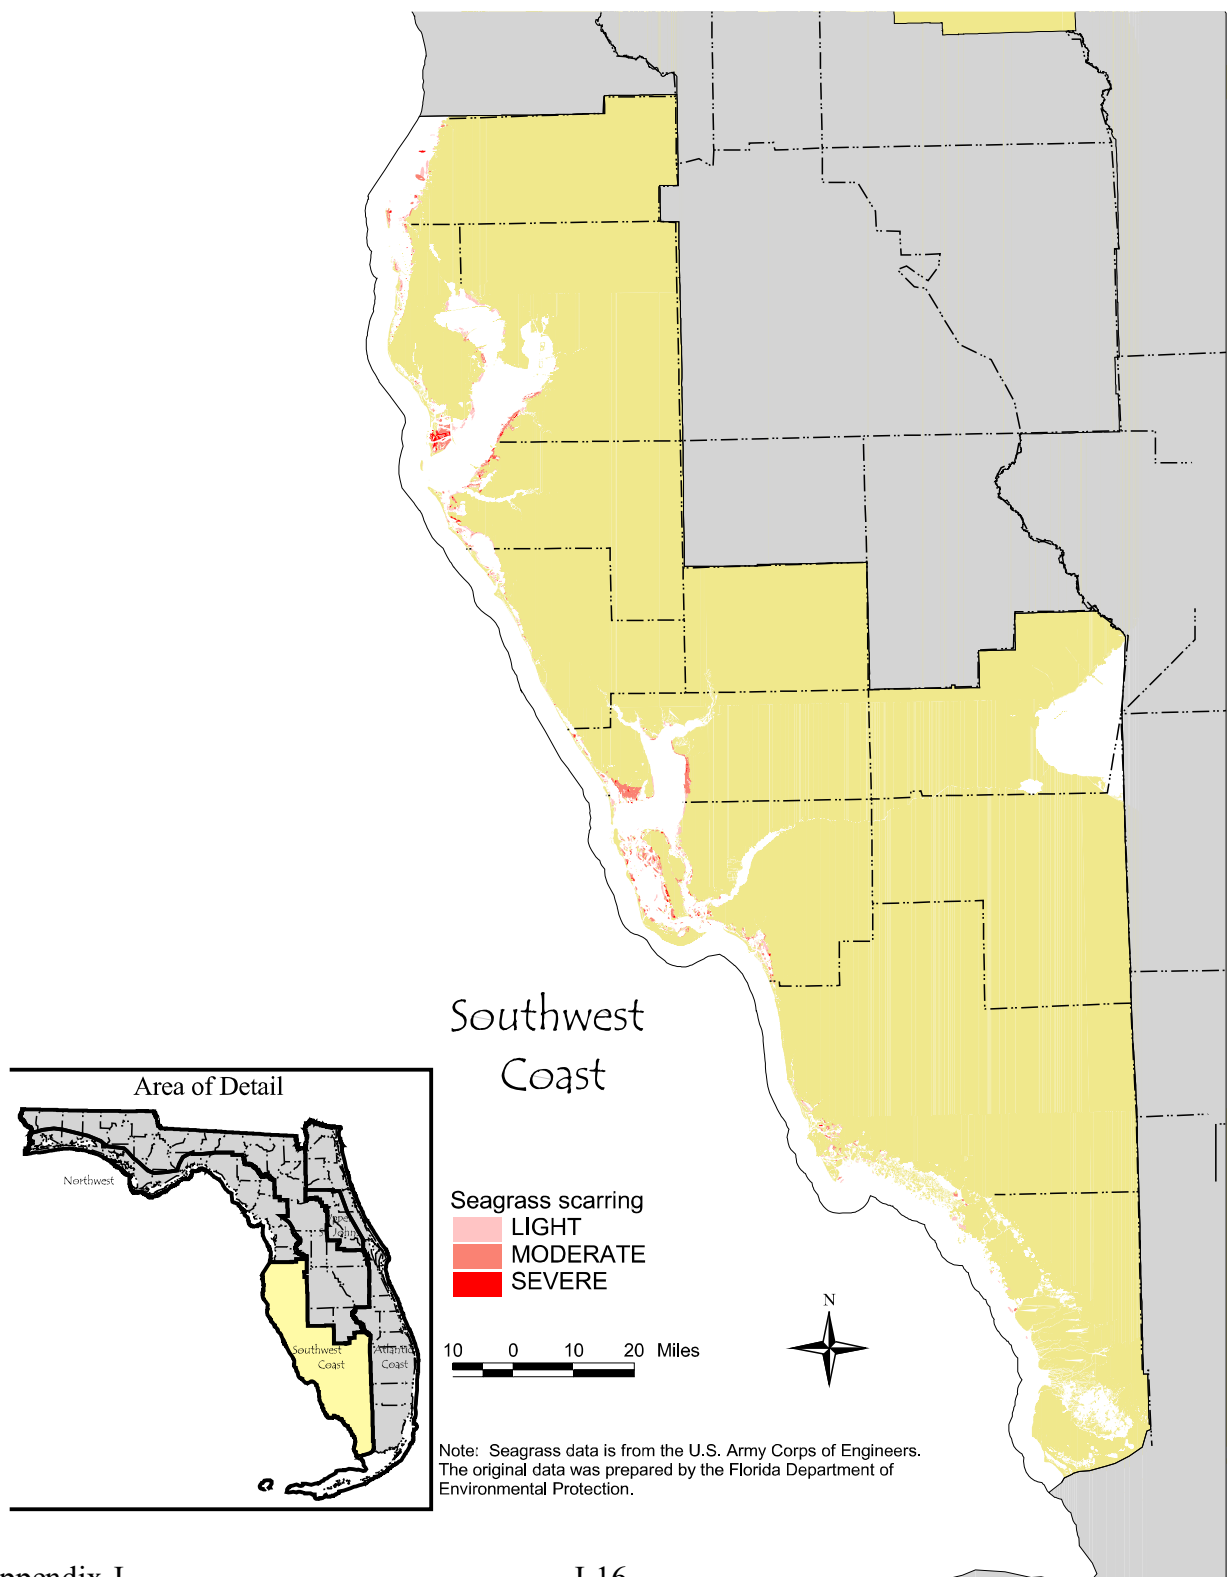 Southwest
Coast
Area of Detail
Northwest
Southwest
Coast
Atlantic
Coast
Seagrass scarring
LIGHT
MODERATE
SEVERE
10 0 10 20 Miles
N
Note: Seagrass data is from the U.S. Army Corps of Engineers.
The original data was prepared by the Florida Department of
Environmental Protection.